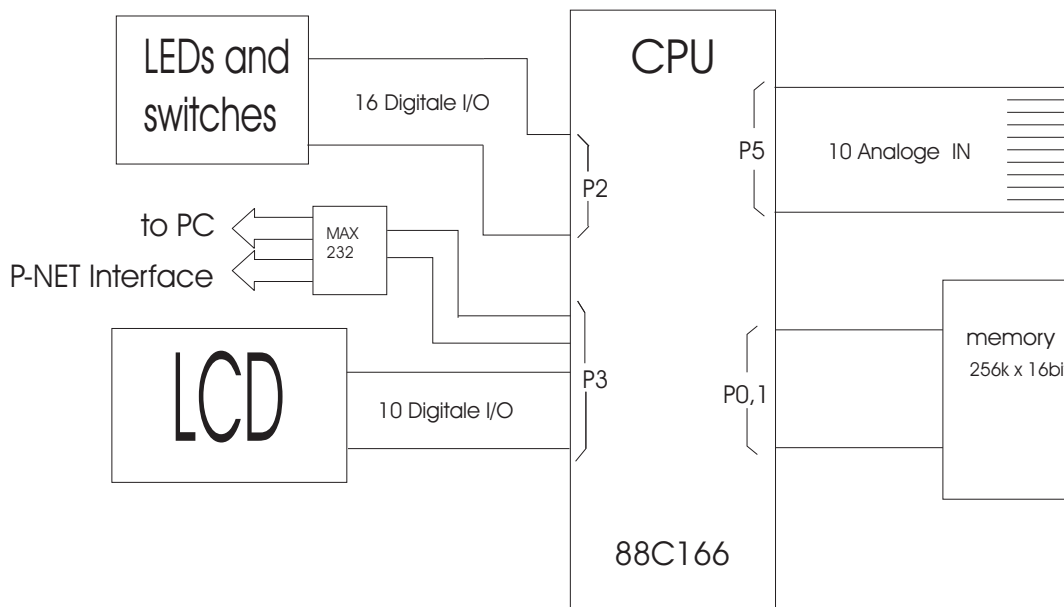 LEDs and
switches
16 Digitale I/O
CPU
P5
10 Analoge IN
P2
to PC
MAX
232
P-NET Interface
LCD
10 Digitale I/O
P3
P0,1
memory
256k x 16bi
88C166